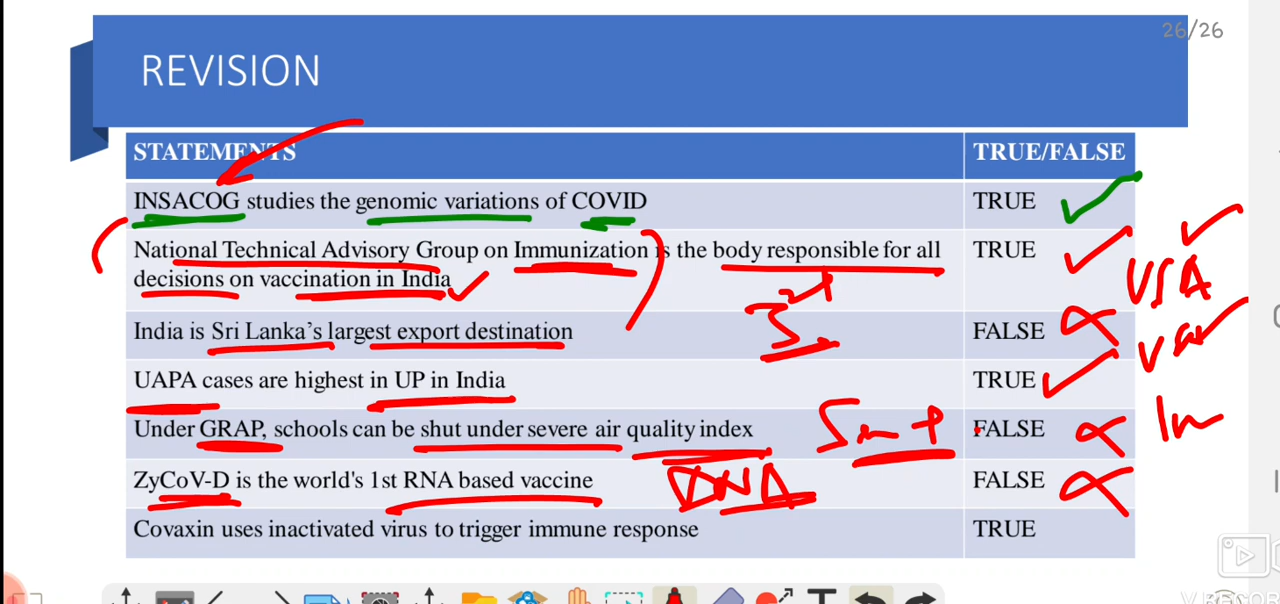 26/26
REVISION
STATEMENTS TRUE/FALSE
INSACOG studies the genomic variations of COVID TRUE
National Technical Advisory Group on Immunization is the body responsible for all TRUE
decisions on vaccination in India
USA
India is Sri Lanka's largest export destination FALSE
3
UAPA cases are highest in UP in India TRUE
Under GRAP, schools can be shut under severe air quality index FALSE
In
ZyCoV-D is the world's 1st RNA based vaccine DNA FALSE
Covaxin uses inactivated virus to trigger immune response TRUE